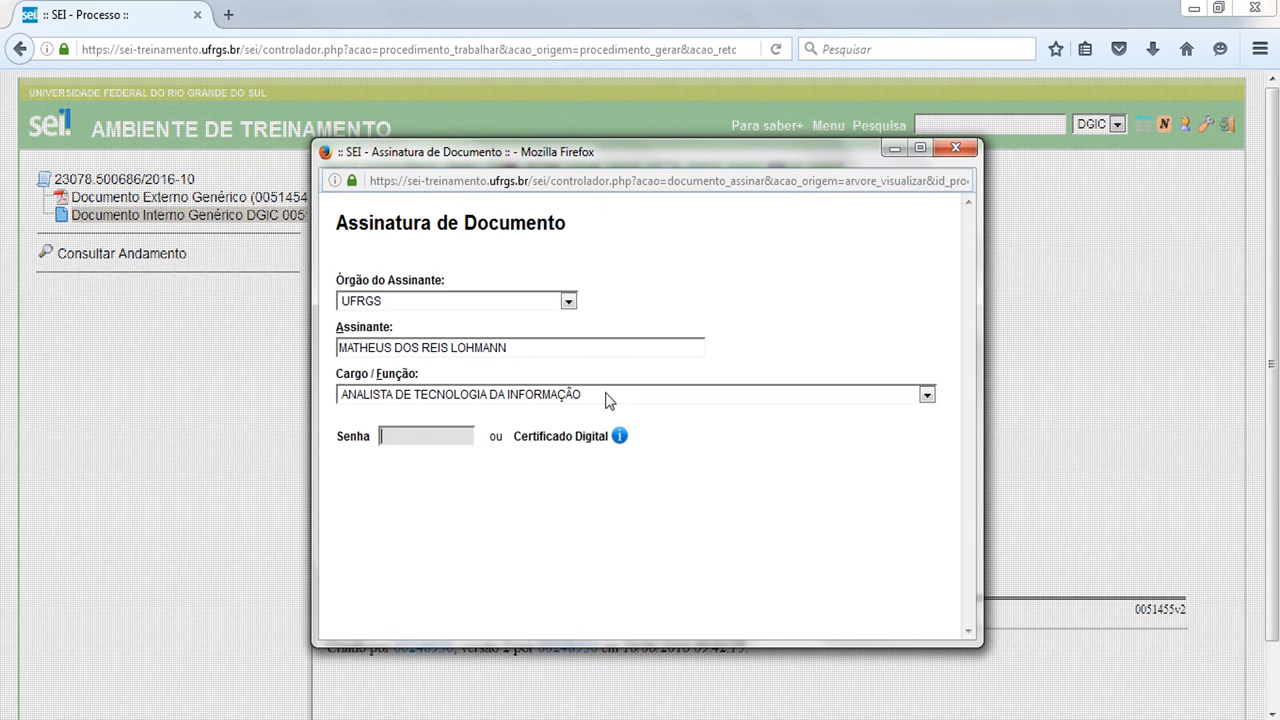 :: SEI - Processo ::
https://sei-treinamento.ufrgs.br/sei/controlador.php?acao=procedimento_trabalhar&acao_origem=procedimento_gerar&acao_retc
Pesquisar
UNIVERSIDADE FEDERAL DO RIO GRANDE DO SUL
sei!
AMBIENTE DE TREINAMENTO
Para saber+ Menu Pesquisa
DGIC
:: SEI - Assinatura de Documento :: - Mozilla Firefox
https://sei-treinamento.ufrgs.br/sei/controlador.php?acao=documento_assinar&acao_origem=arvore_visualizar&id_pro
23078.500686/2016-10
Documento Externo Genérico (0051454
Documento Interno Genérico DGIC 005
Consultar Andamento
Assinatura de Documento
Órgão do Assinante:
UFRGS
Assinante:
MATHEUS DOS REIS LOHMANN
Cargo / Função:
ANALISTA DE TECNOLOGIA DA INFORMAÇÃO
Senha ou Certificado Digital
0051455v2